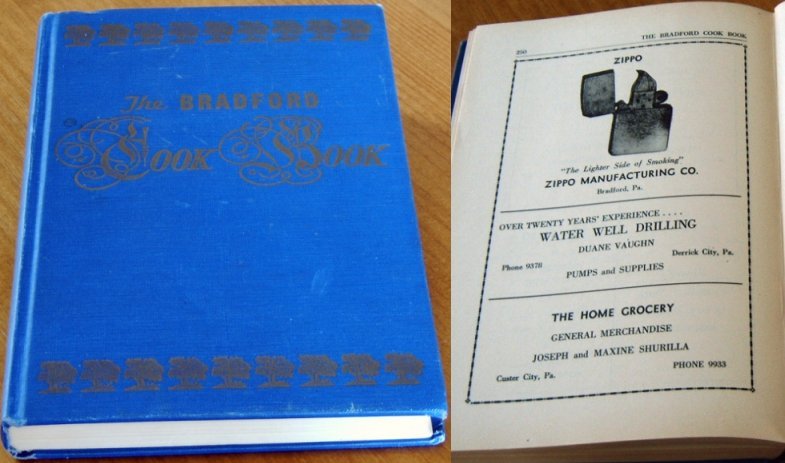 The BRADFORD
COOK BOOK
250 THE BRADFORD COOK BOOK
ZIPPO
"The Lighter Side of Smoking"
ZIPPO MANUFACTURING CO.
Bradford, Pa.
OVER TWENTY YEARS' EXPERIENCE ....
WATER WELL DRILLING
DUANE VAUGHN
Phone 9378 Derrick City, Pa.
PUMPS and SUPPLIES
THE HOME GROCERY
GENERAL MERCHANDISE
JOSEPH and MAXINE SHURILLA
Custer City, Pa. PHONE 9933